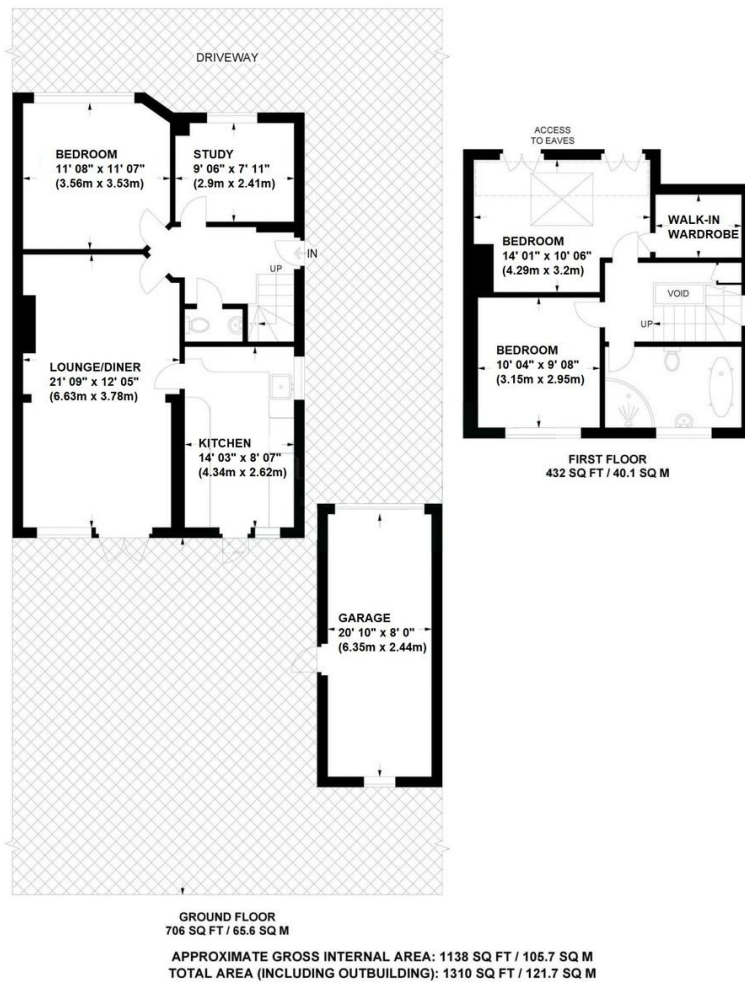 DRIVEWAY
BEDROOM
11' 08" x 11' 07"
(3.56m x 3.53m)
STUDY
9' 06" x 7' 11"
(2.9m x 2.41m)
IN
UP
LOUNGE/DINER
21' 09" x 12' 05"
(6.63m x 3.78m)
KITCHEN
14' 03" x 8' 07"
(4.34m x 2.62m)
GARAGE
20' 10" x 8' 0"
(6.35m x 2.44m)
GROUND FLOOR
706 SQ FT / 65.6 SQ M
ACCESS
TO EAVES
BEDROOM
14' 01" x 10' 06"
(4.29m x 3.2m)
WALK-IN
WARDROBE
VOID
UP
BEDROOM
10' 04" x 9' 08"
(3.15m x 2.95m)
FIRST FLOOR
432 SQ FT / 40.1 SQ M
APPROXIMATE GROSS INTERNAL AREA: 1138 SQ FT / 105.7 SQ M
TOTAL AREA (INCLUDING OUTBUILDING): 1310 SQ FT / 121.7 SQ M